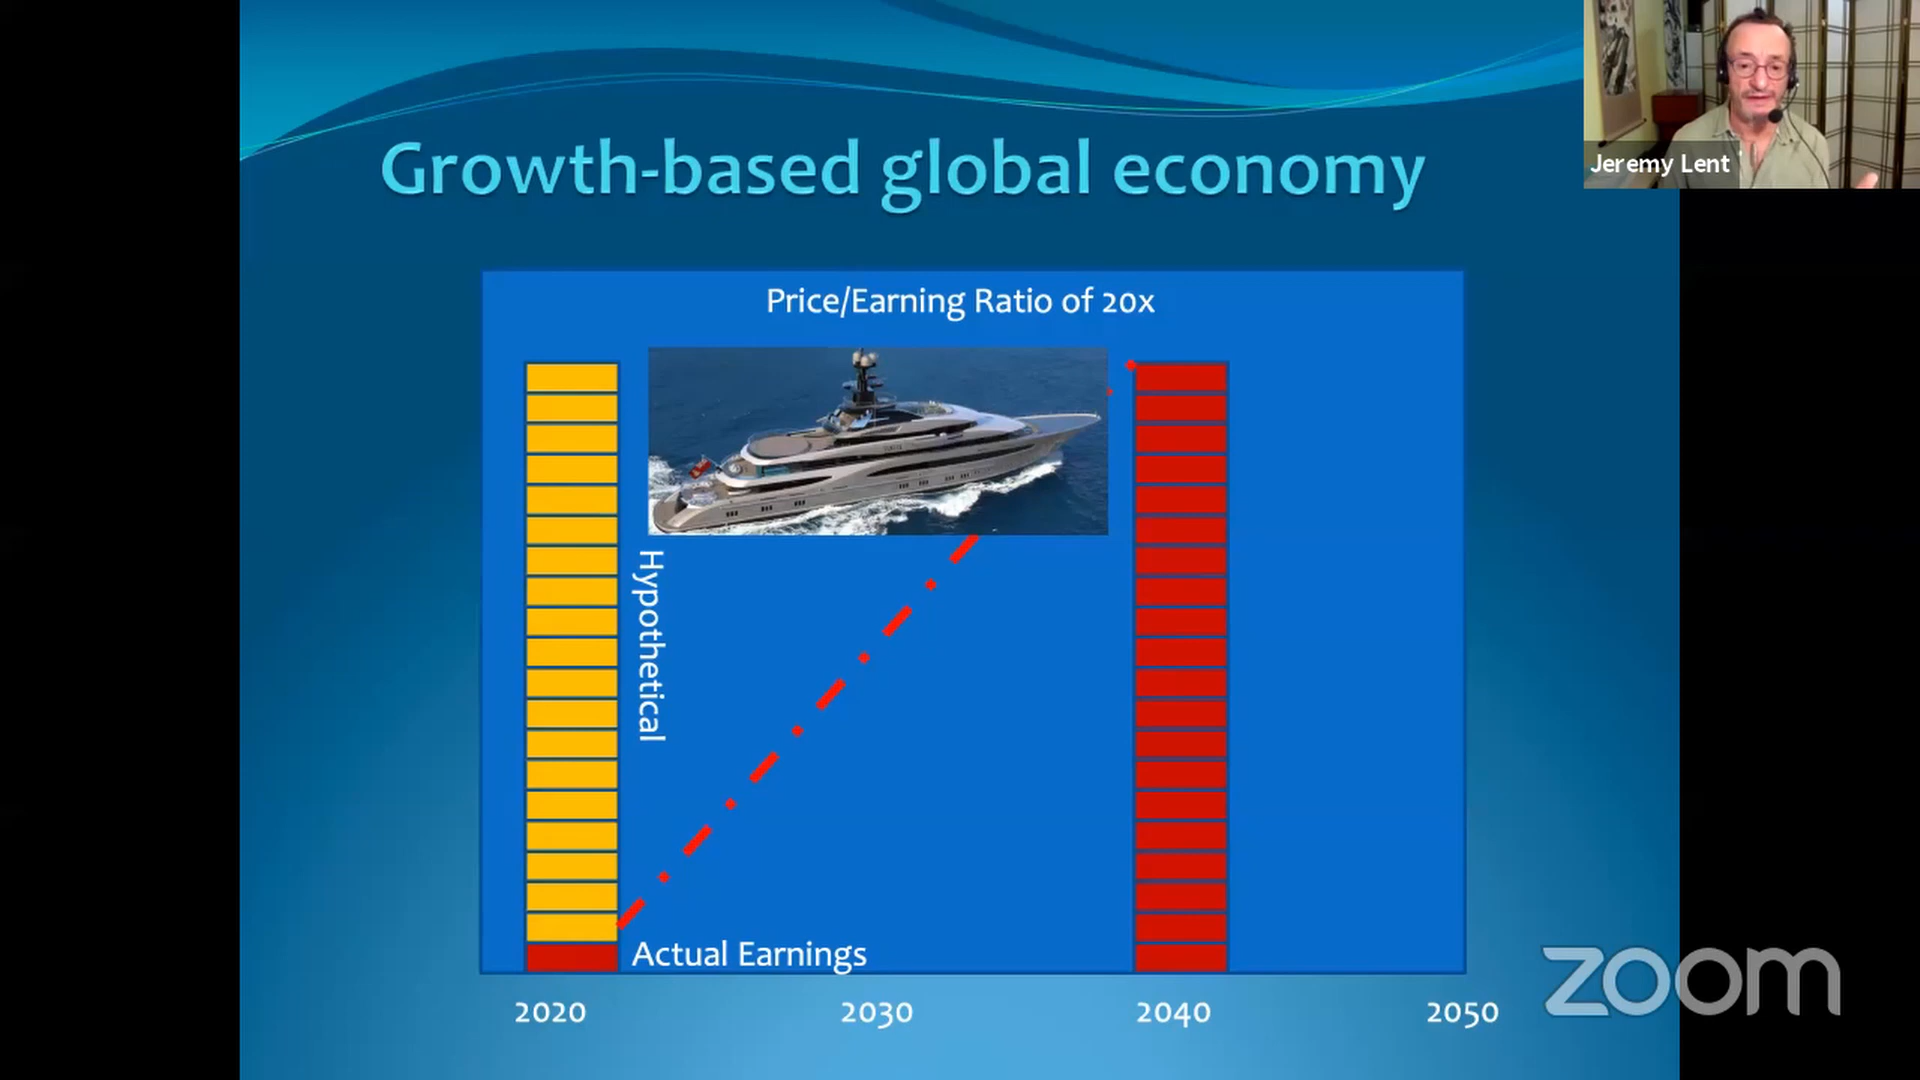 Growth-based global economy
Jeremy Lent
Price/Earning Ratio of 20x
Hypothetical
Actual Earnings
2020
2030
2040
2050
zoom